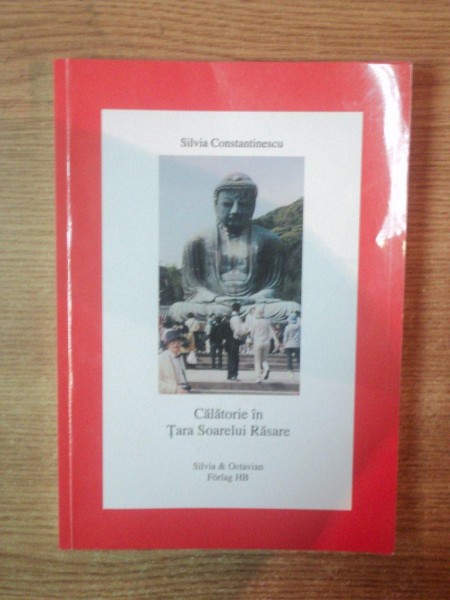 Silvia Constantinescu
Călătorie în
Țara Soarelui Răsare
Silvia & Octavian
Förlag HB